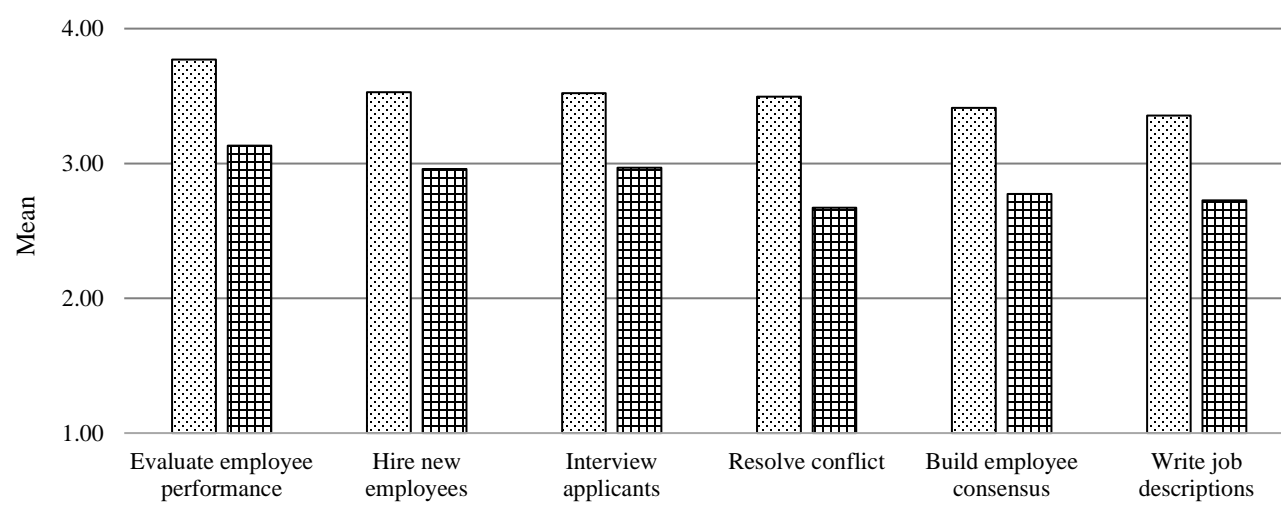 4.00
3.00
2.00
1.00
Mean
Evaluate employee
performance
Hire new
employees
Interview
applicants
Resolve conflict
Build employee
consensus
Write job
descriptions